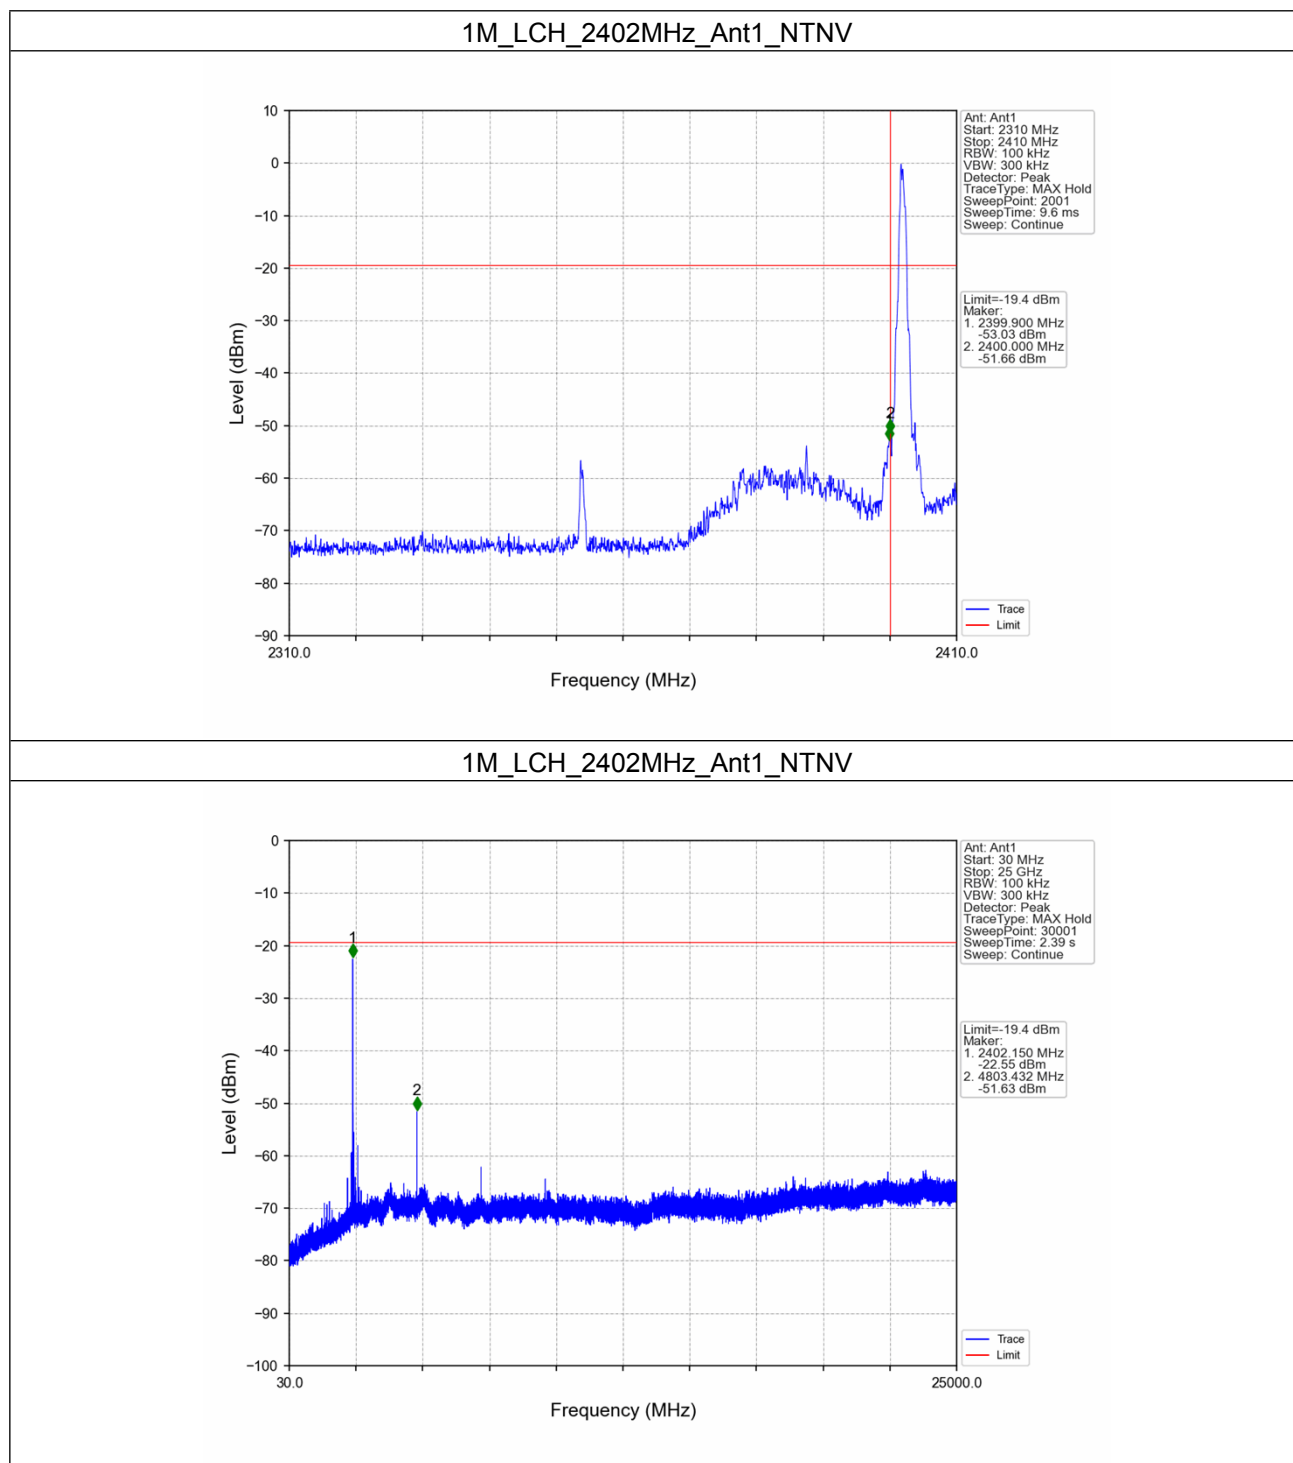 1M_LCH_2402MHz_Ant1_NTNV
10
0
−10
−20
−30
−40
−50
−60
−70
−80
−90
Level (dBm)
2
1
2310.0
2410.0
Frequency (MHz)
Ant: Ant1
Start: 2310 MHz
Stop: 2410 MHz
RBW: 100 kHz
VBW: 300 kHz
Detector: Peak
TraceType: MAX Hold
SweepPoint: 2001
SweepTime: 9.6 ms
Sweep: Continue
Limit=-19.4 dBm
Maker:
1. 2399.900 MHz
-53.03 dBm
2. 2400.000 MHz
-51.66 dBm
Trace
Limit
1M_LCH_2402MHz_Ant1_NTNV
0
−10
−20
−30
−40
−50
−60
−70
−80
−90
−100
Level (dBm)
1
2
30.0
25000.0
Frequency (MHz)
Ant: Ant1
Start: 30 MHz
Stop: 25 GHz
RBW: 100 kHz
VBW: 300 kHz
Detector: Peak
TraceType: MAX Hold
SweepPoint: 30001
SweepTime: 2.39 s
Sweep: Continue
Limit=-19.4 dBm
Maker:
1. 2402.150 MHz
-22.55 dBm
2. 4803.432 MHz
-51.63 dBm
Trace
Limit